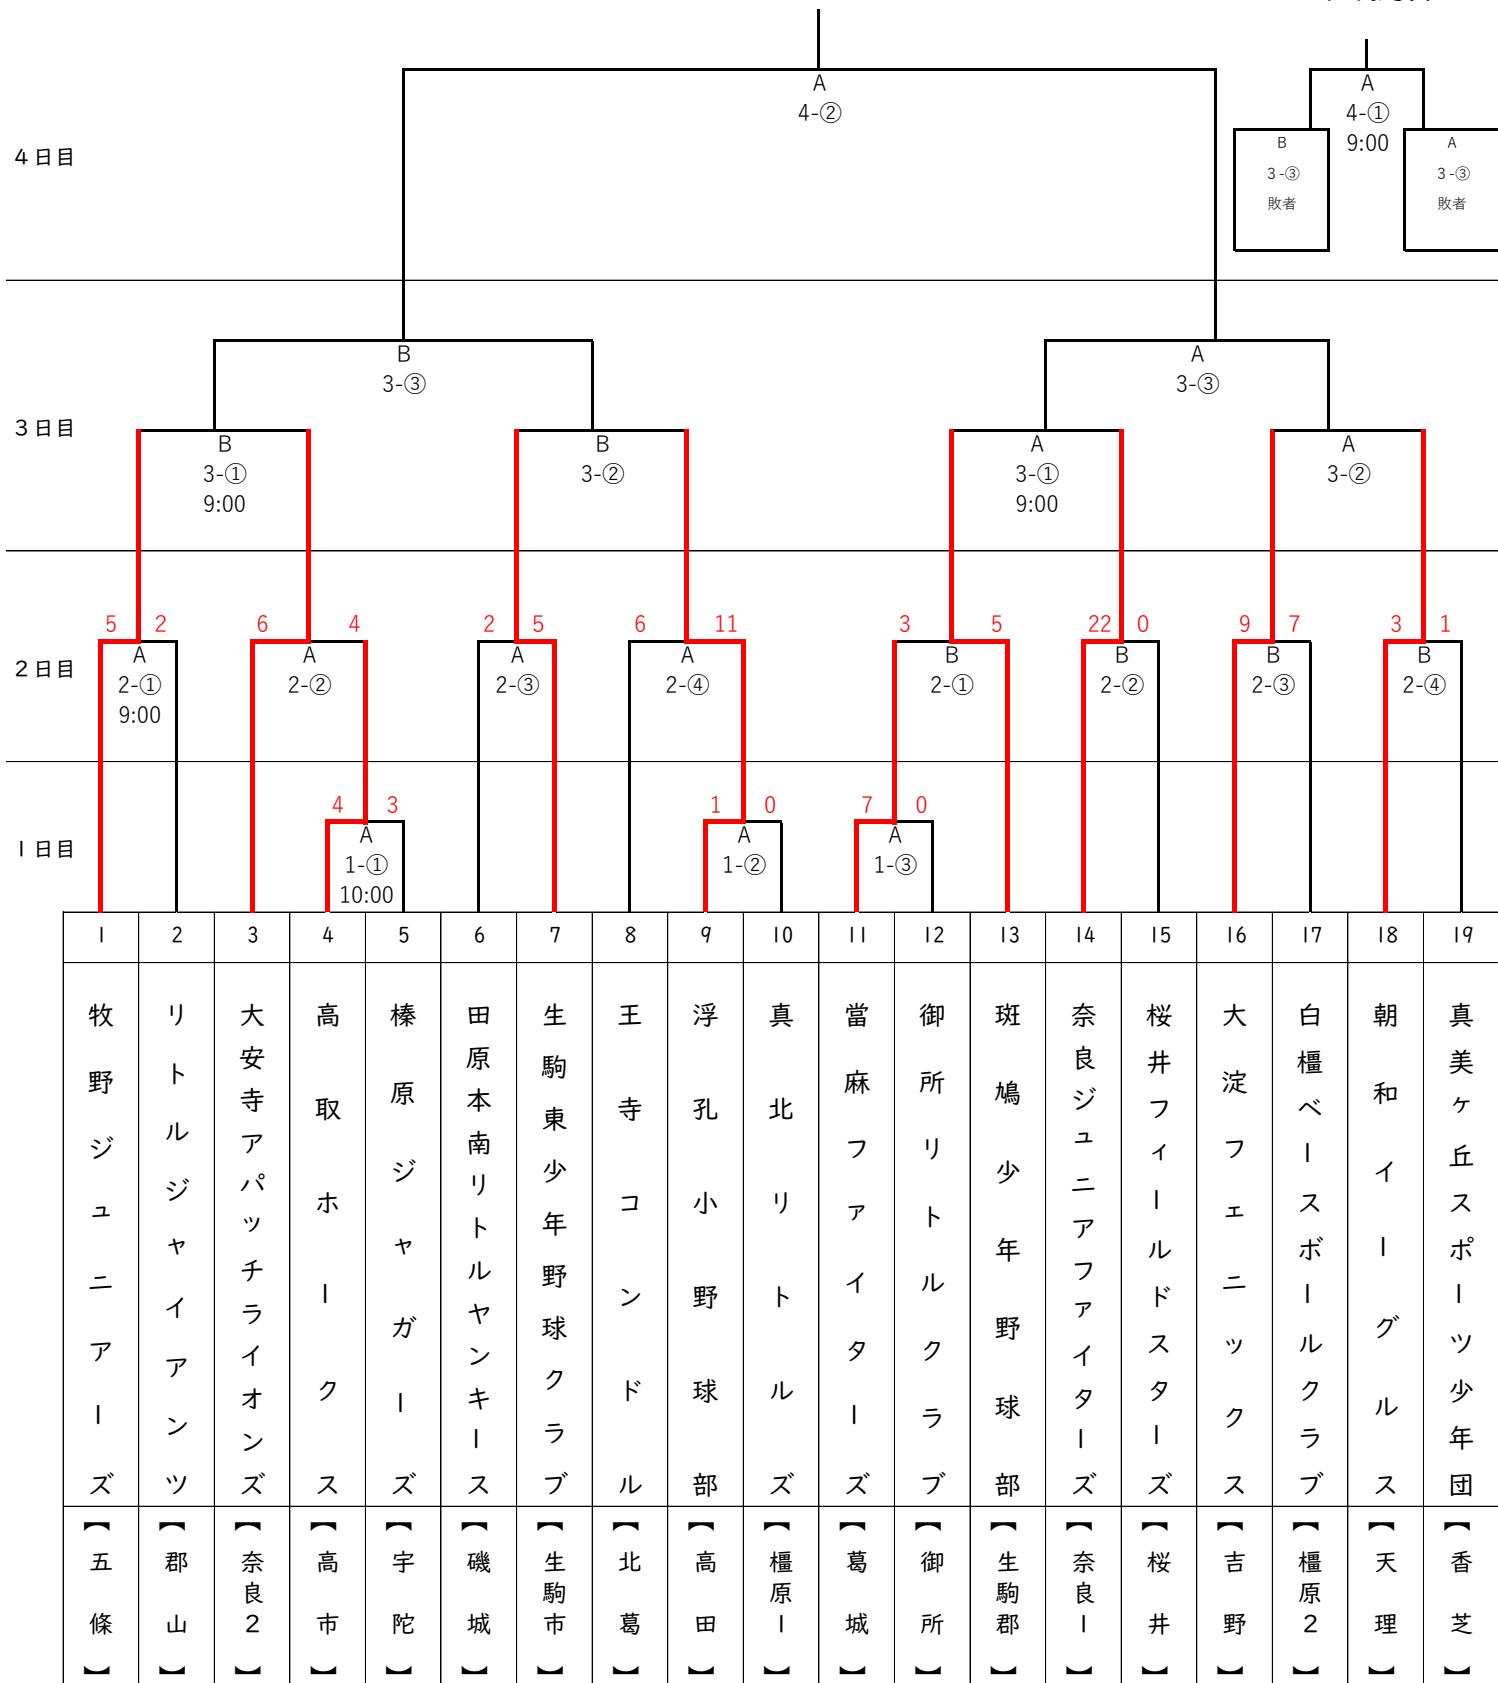 A
4-②
A
4-①
9:00
B
3-③
敗者
A
3-③
敗者
4日目
B
3-③
A
3-③
3日目
B
3-①
9:00
B
3-②
A
3-①
9:00
A
3-②
5 2 6 4 2 5 6 11 3 5 22 0 9 7 3 1
2日目
A
2-①
9:00
A
2-②
A
2-③
A
2-④
B
2-①
B
2-②
B
2-③
B
2-④
4 3 1 0 7 0
1日目
A
1-①
10:00
A
1-②
A
1-③
1 2 3 4 5 6 7 8 9 10 11 12 13 14 15 16 17 18 19
牧野ジュニアーズ
リトルジャイアンツ
大安寺アパッチライオンズ
高取ホークス
榛原ジャガーズ
田原本南リトルヤンキース
生駒東少年野球クラブ
王寺コンドル
浮孔小野球部
真北リトルズ
當麻ファイターズ
御所リトルクラブ
斑鳩少年野球部
奈良ジュニアファイターズ
桜井フィールドスターズ
大淀フェニックス
白橿ベースボールクラブ
朝和イーグルス
真美ヶ丘スポーツ少年団
【五條】
【郡山】
【奈良2】
【高市】
【宇陀】
【磯城】
【生駒市】
【北葛】
【高田】
【橿原1】
【葛城】
【御所】
【生駒郡】
【奈良1】
【桜井】
【吉野】
【橿原2】
【天理】
【香芝】